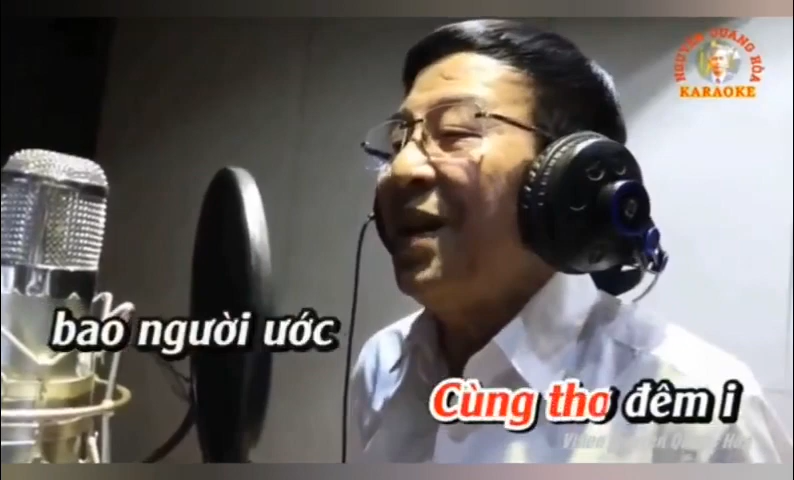 NGUYỄN QUANG HÒA
KARAOKE
bao người ước
Cùng thơ đêm i